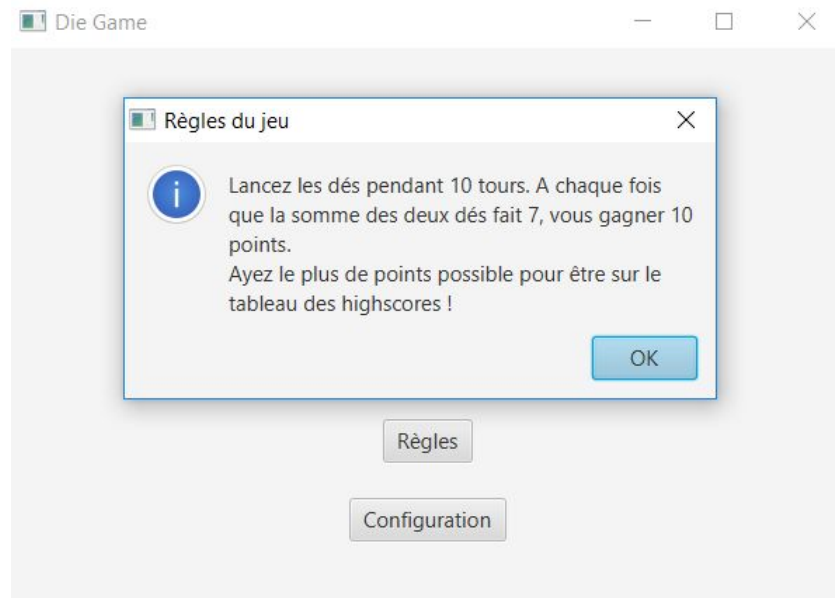 Die Game
Règles du jeu
Lancez les dés pendant 10 tours. A chaque fois
que la somme des deux dés fait 7, vous gagner 10
points.
Ayez le plus de points possible pour être sur le
tableau des highscores !
OK
Règles
Configuration